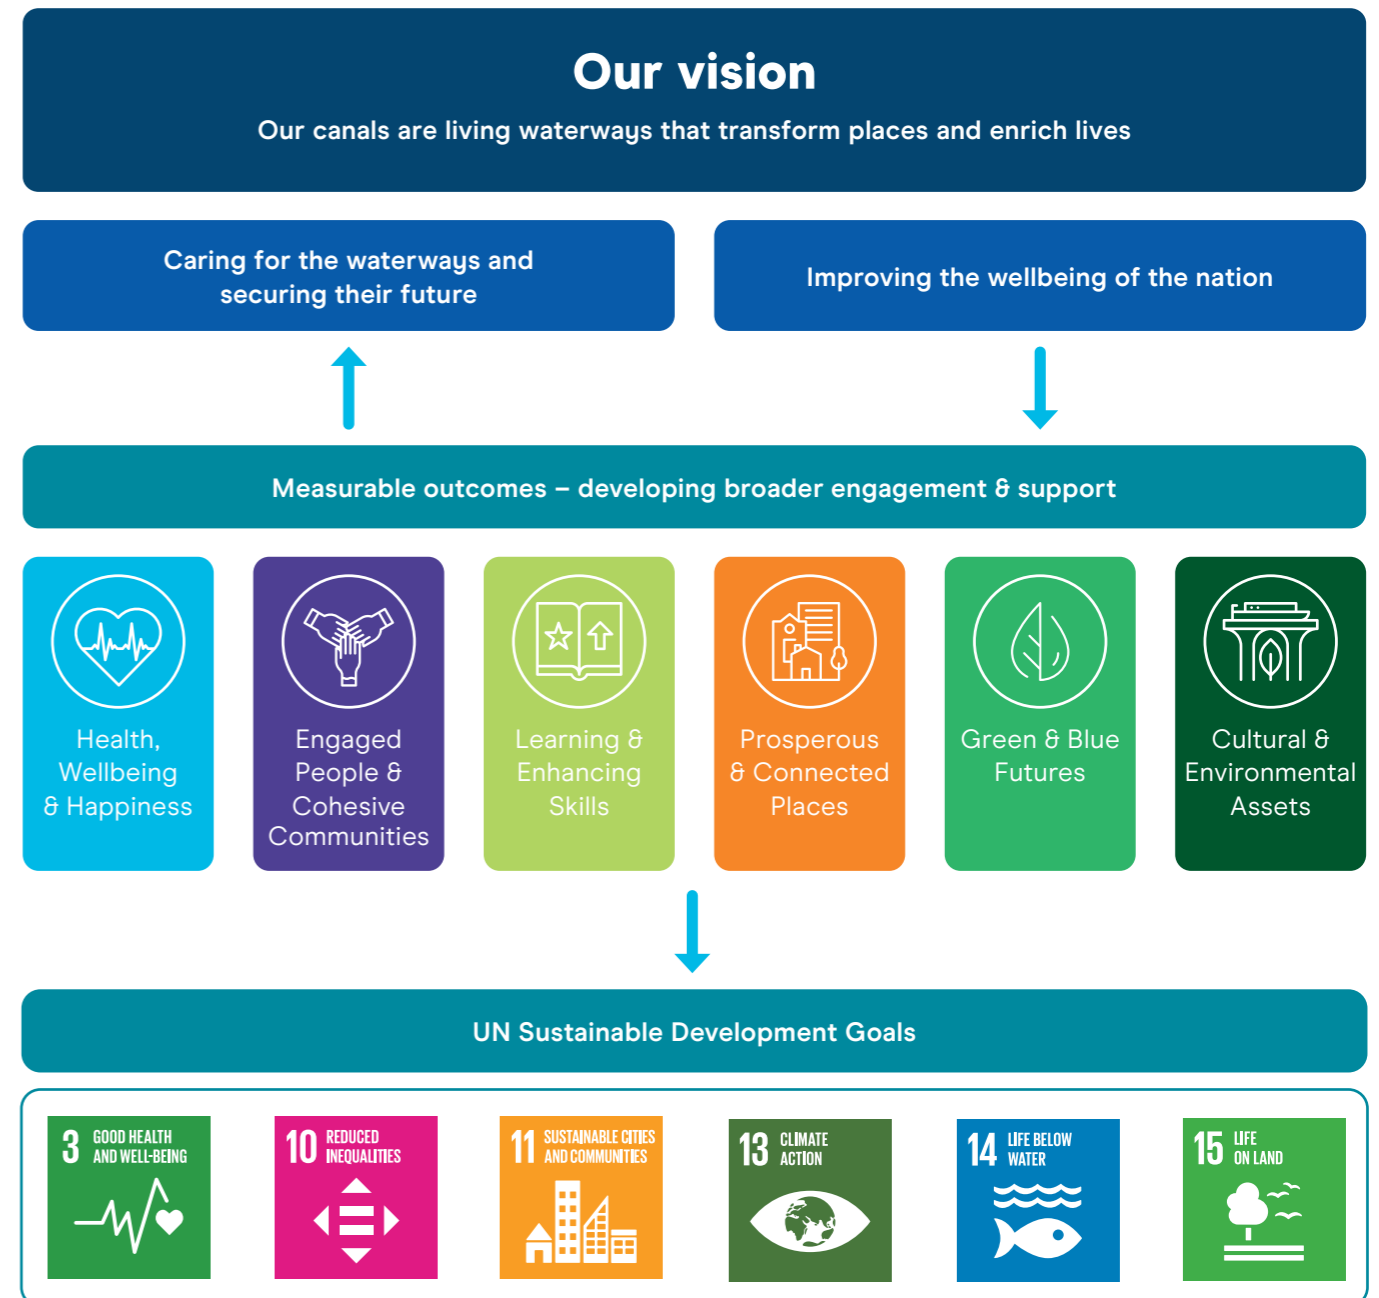 Our vision
Our canals are living waterways that transform places and enrich lives
Caring for the waterways and
securing their future
Improving the wellbeing of the nation
Measurable outcomes – developing broader engagement & support
Health,
Wellbeing
& Happiness
Engaged
People &
Cohesive
Communities
Learning &
Enhancing
Skills
Prosperous
& Connected
Places
Green & Blue
Futures
Cultural &
Environmental
Assets
UN Sustainable Development Goals
3 GOOD HEALTH
AND WELL-BEING
10 REDUCED
INEQUALITIES
11 SUSTAINABLE CITIES
AND COMMUNITIES
13 CLIMATE
ACTION
14 LIFE BELOW
WATER
15 LIFE
ON LAND